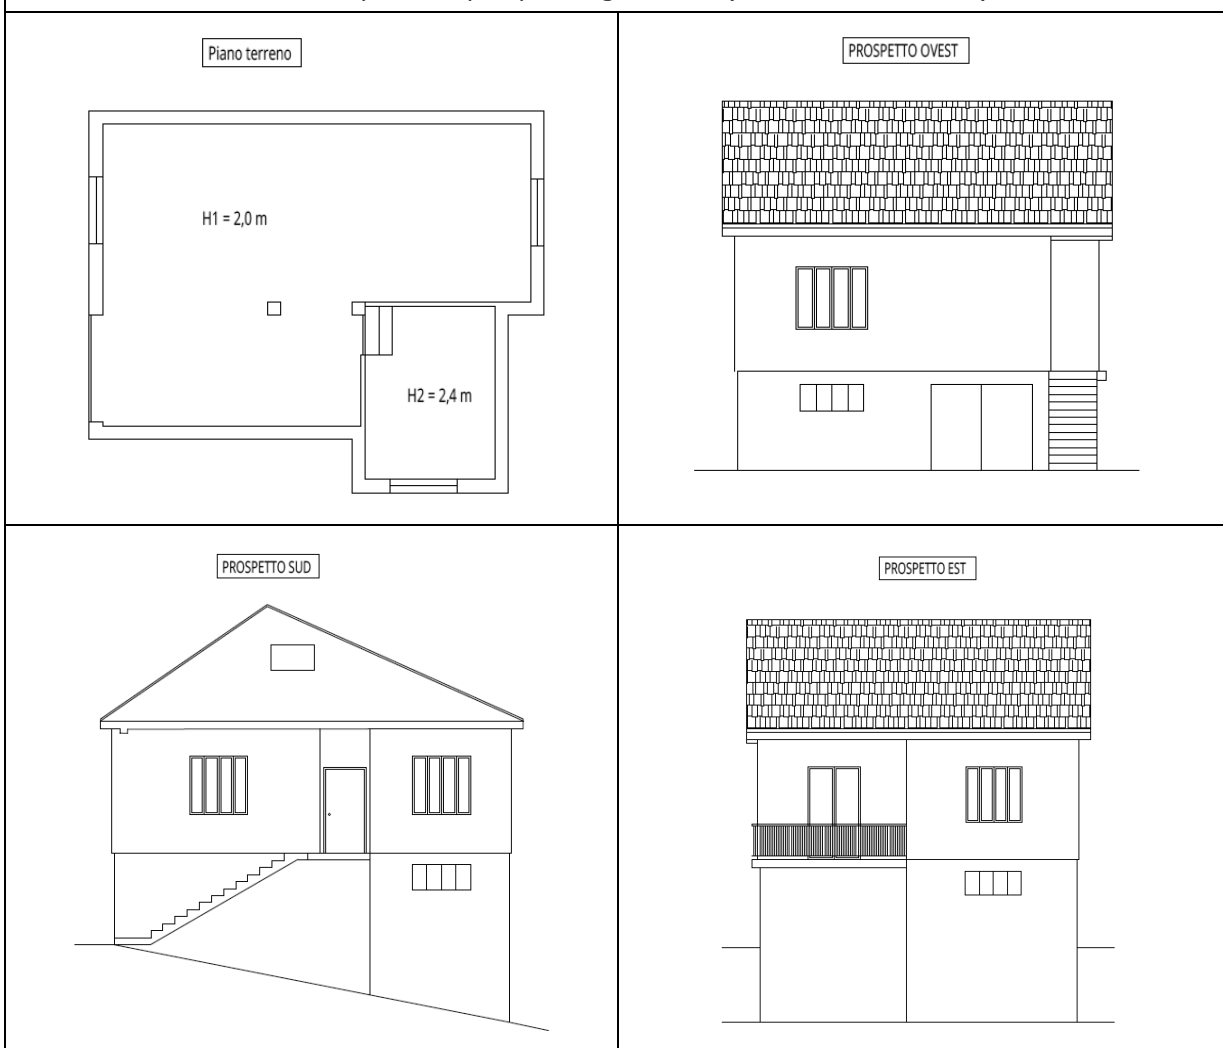 Piano terreno
H1 = 2,0 m
H2 = 2,4 m
PROSPETTO OVEST
PROSPETTO SUD
PROSPETTO EST